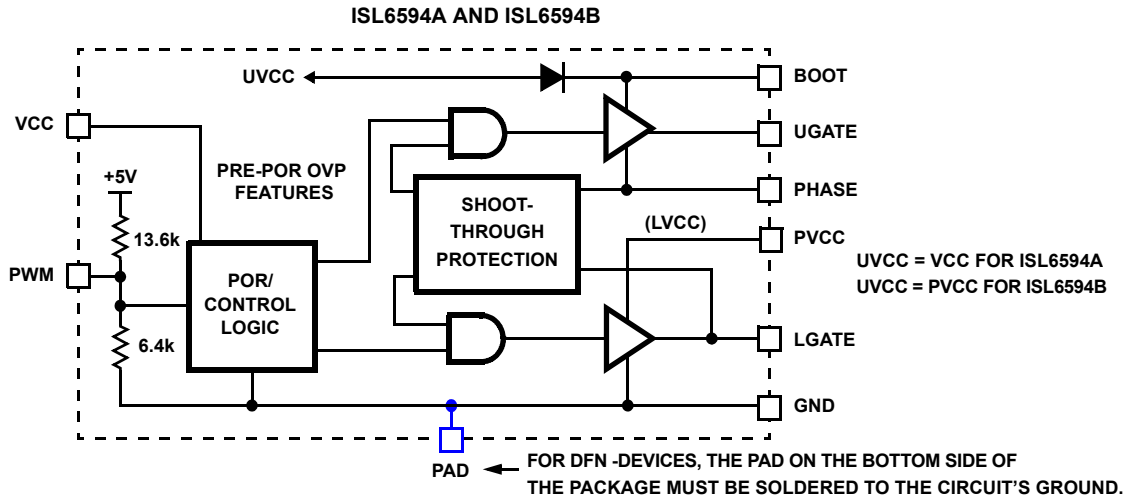 ISL6594A AND ISL6594B
UVCC
BOOT
VCC
UGATE
+5V
PRE-POR OVP
FEATURES
PHASE
SHOOT-
THROUGH
PROTECTION
(LVCC)
13.6k
PVCC
UVCC = VCC FOR ISL6594A
UVCC = PVCC FOR ISL6594B
PWM
POR/
CONTROL
LOGIC
6.4k
LGATE
GND
PAD
FOR DFN -DEVICES, THE PAD ON THE BOTTOM SIDE OF
THE PACKAGE MUST BE SOLDERED TO THE CIRCUIT'S GROUND.